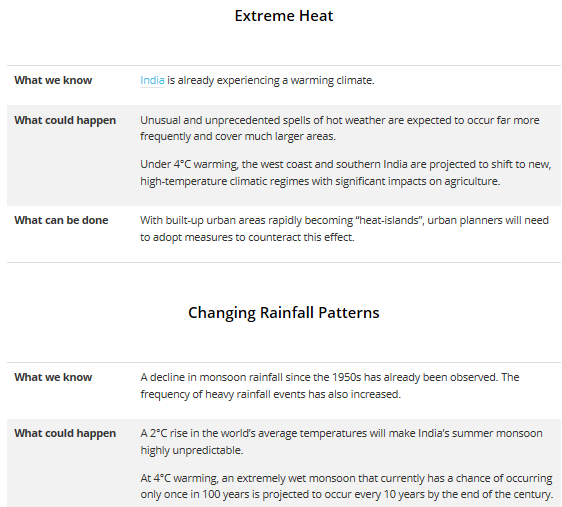 Extreme Heat
What we know
India is already experiencing a warming climate.
What could happen
Unusual and unprecedented spells of hot weather are expected to occur far more
frequently and cover much larger areas.
Under 4°C warming, the west coast and southern India are projected to shift to new,
high-temperature climatic regimes with significant impacts on agriculture.
What can be done
With built-up urban areas rapidly becoming “heat-islands”, urban planners will need
to adopt measures to counteract this effect.
Changing Rainfall Patterns
What we know
A decline in monsoon rainfall since the 1950s has already been observed. The
frequency of heavy rainfall events has also increased.
What could happen
A 2°C rise in the world’s average temperatures will make India’s summer monsoon
highly unpredictable.
At 4°C warming, an extremely wet monsoon that currently has a chance of occurring
only once in 100 years is projected to occur every 10 years by the end of the century.